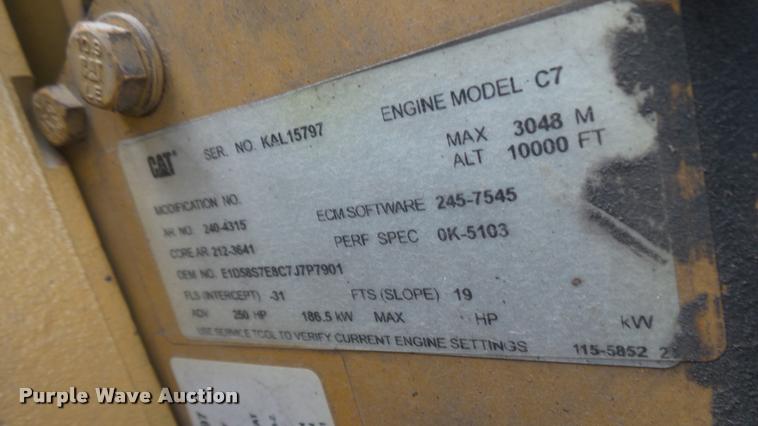 CAT SER. NO. KAL15797 ENGINE MODEL C7
MAX 3048 M
ALT 10000 FT
MODIFICATION NO.
AR. NO. 240-4315 ECM SOFTWARE 245-7545
CORE AR 212-3641 PERF SPEC 0K-5103
OEM NO. E1D58S7E8C7J7P7901
FLS (INTERCEPT) -31 FTS (SLOPE) 19
ADV 250 HP 186.5 kW MAX HP kW
USE SERVICE TOOL TO VERIFY CURRENT ENGINE SETTINGS 115-5852 2
Purple Wave Auction